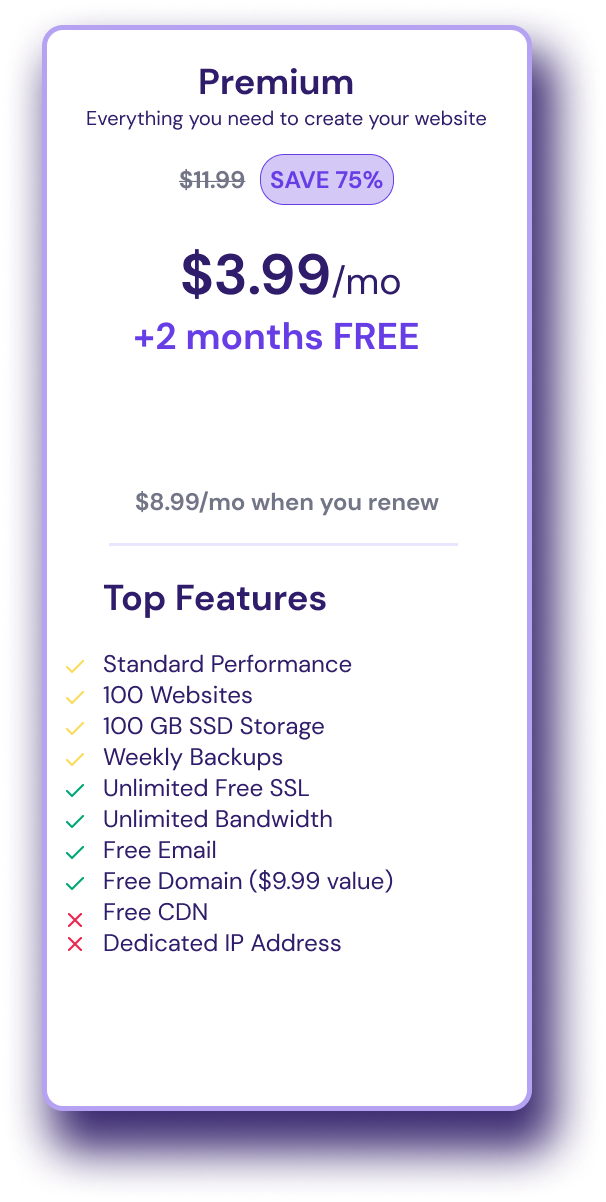 Premium
Everything you need to create your website
$11.99 SAVE 75%
$3.99/mo
+2 months FREE
$8.99/mo when you renew
Top Features
Standard Performance
100 Websites
100 GB SSD Storage
Weekly Backups
Unlimited Free SSL
Unlimited Bandwidth
Free Email
Free Domain ($9.99 value)
Free CDN
Dedicated IP Address